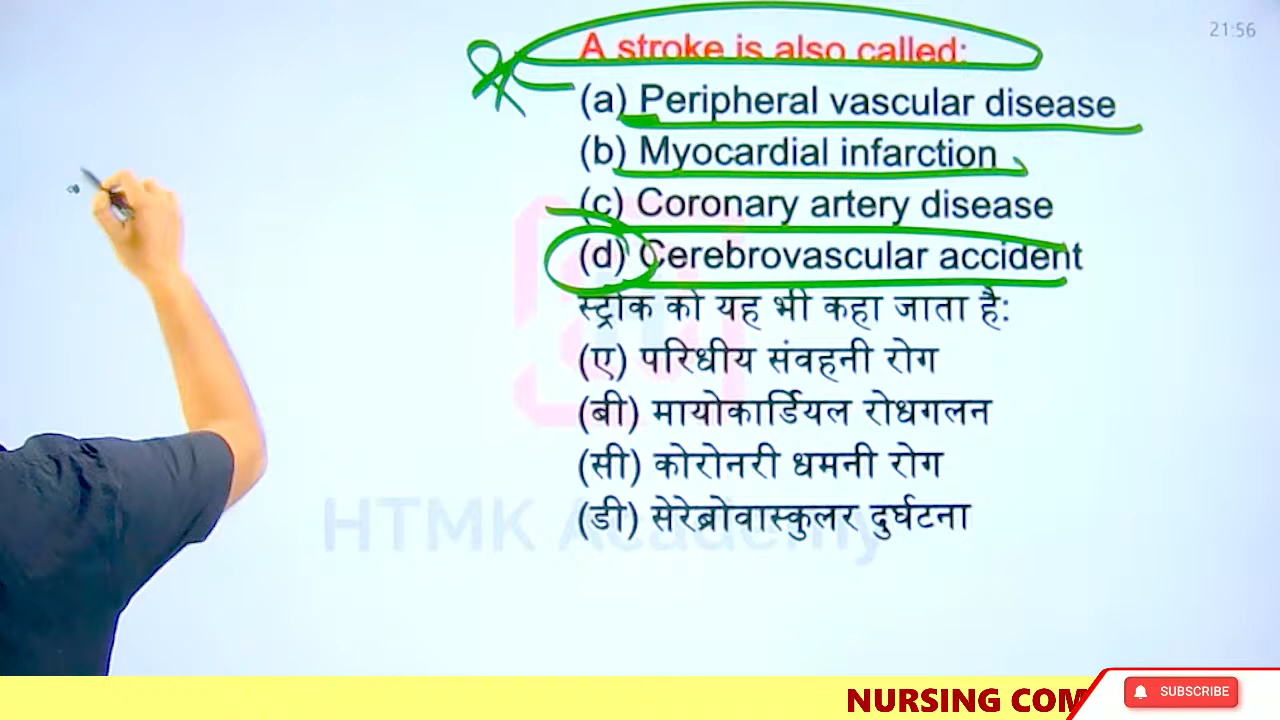 21:56
A stroke is also called:
(a) Peripheral vascular disease
(b) Myocardial infarction
(c) Coronary artery disease
(d) Cerebrovascular accident
स्ट्रोक को यह भी कहा जाता है:
(ए) परिधीय संवहनी रोग
(बी) मायोकार्डियल रोधगलन
(सी) कोरोनरी धमनी रोग
(डी) सेरेब्रोवास्कुलर दुर्घटना
HTMK Academy
NURSING COM
SUBSCRIBE